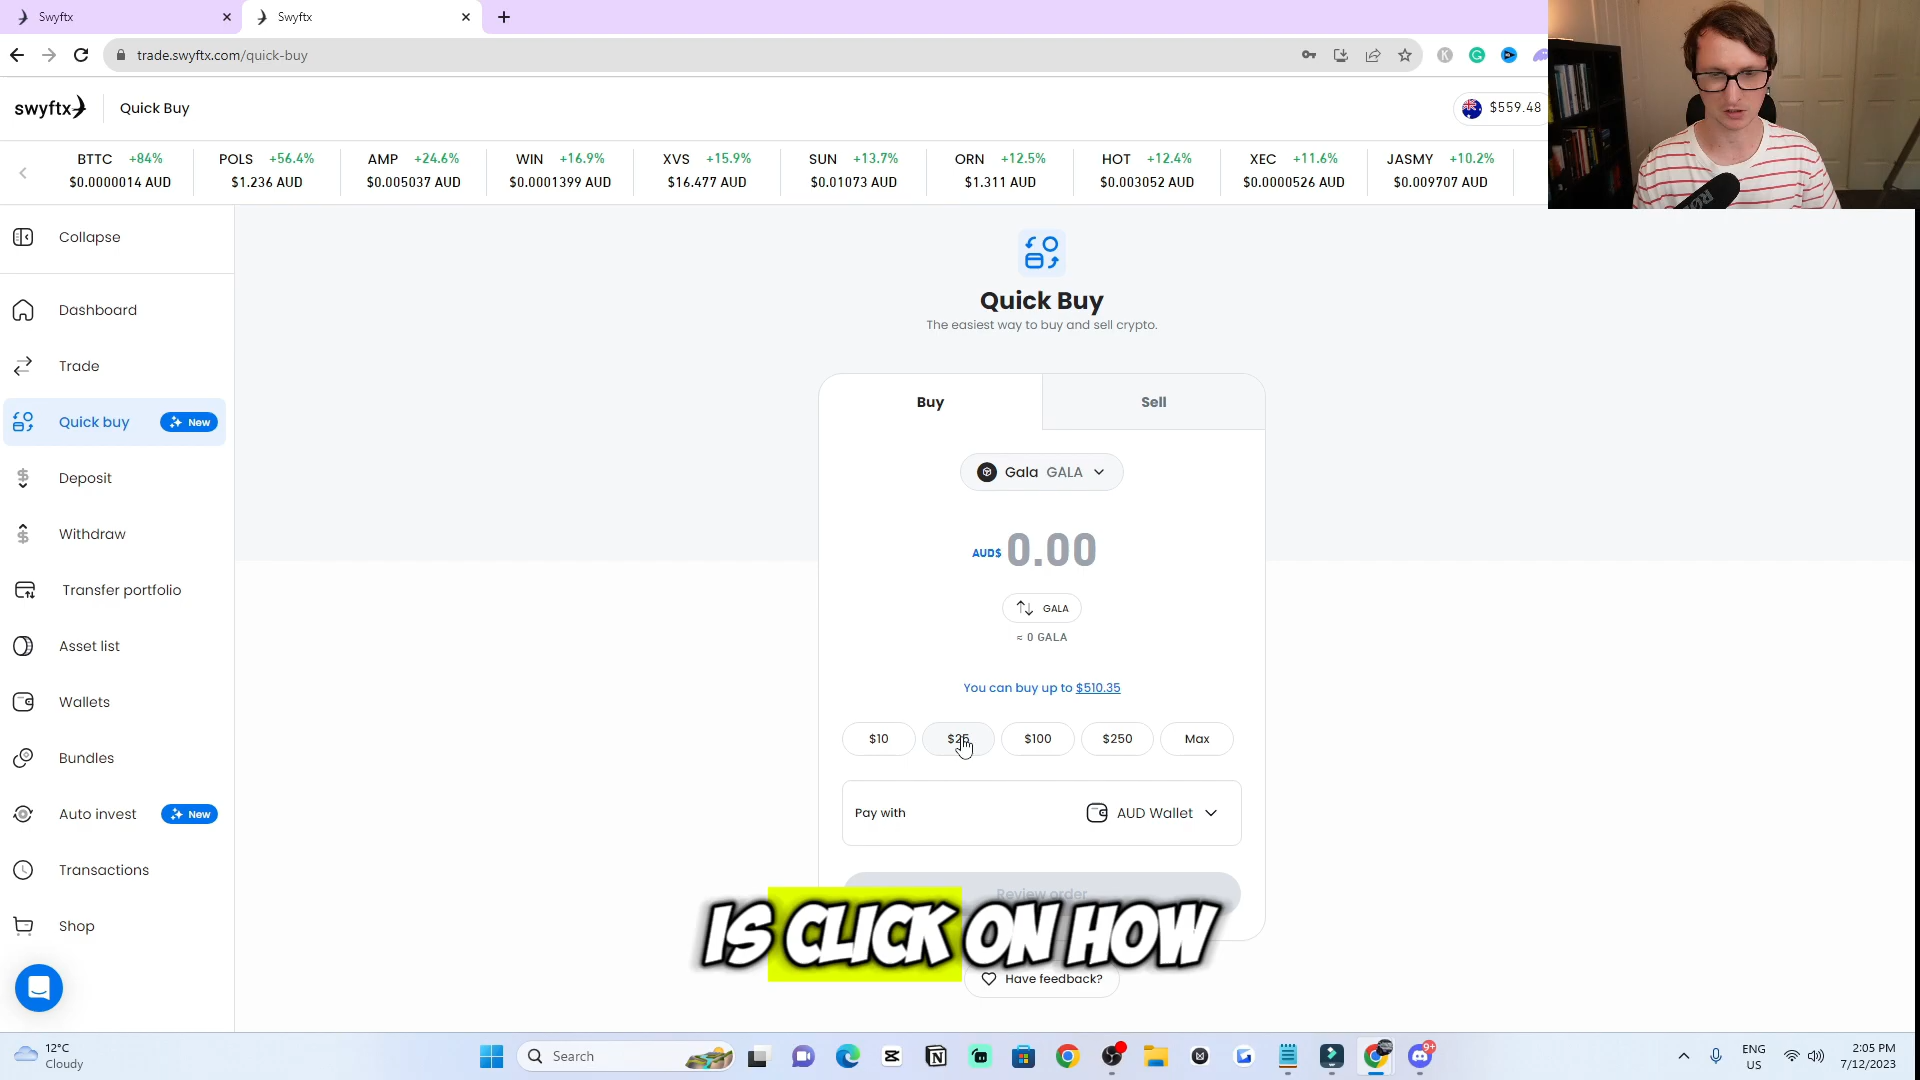 Swyftx
Swyftx
trade.swyftx.com/quick-buy
swyftx
Quick Buy
$559.48
BTTC +84%
$0.0000014 AUD
POLS +56.4%
$1.236 AUD
AMP +24.6%
$0.005037 AUD
WIN +16.9%
$0.0001399 AUD
XVS +15.9%
$16.477 AUD
SUN +13.7%
$0.01073 AUD
ORN +12.5%
$1.311 AUD
HOT +12.4%
$0.003052 AUD
XEC +11.6%
$0.0000526 AUD
JASMY +10.2%
$0.009707 AUD
Collapse
Dashboard
Trade
Quick buy New
Deposit
Withdraw
Transfer portfolio
Asset list
Wallets
Bundles
Auto invest New
Transactions
Shop
Quick Buy
The easiest way to buy and sell crypto.
Buy
Sell
Gala GALA
AUD$ 0.00
GALA
≈ 0 GALA
You can buy up to $510.35
$10
$25
$100
$250
Max
Pay with
AUD Wallet
Review order
IS CLICK ON HOW
Have feedback?
12°C
Cloudy
Search
9+
ENG
US
2:05 PM
7/12/2023